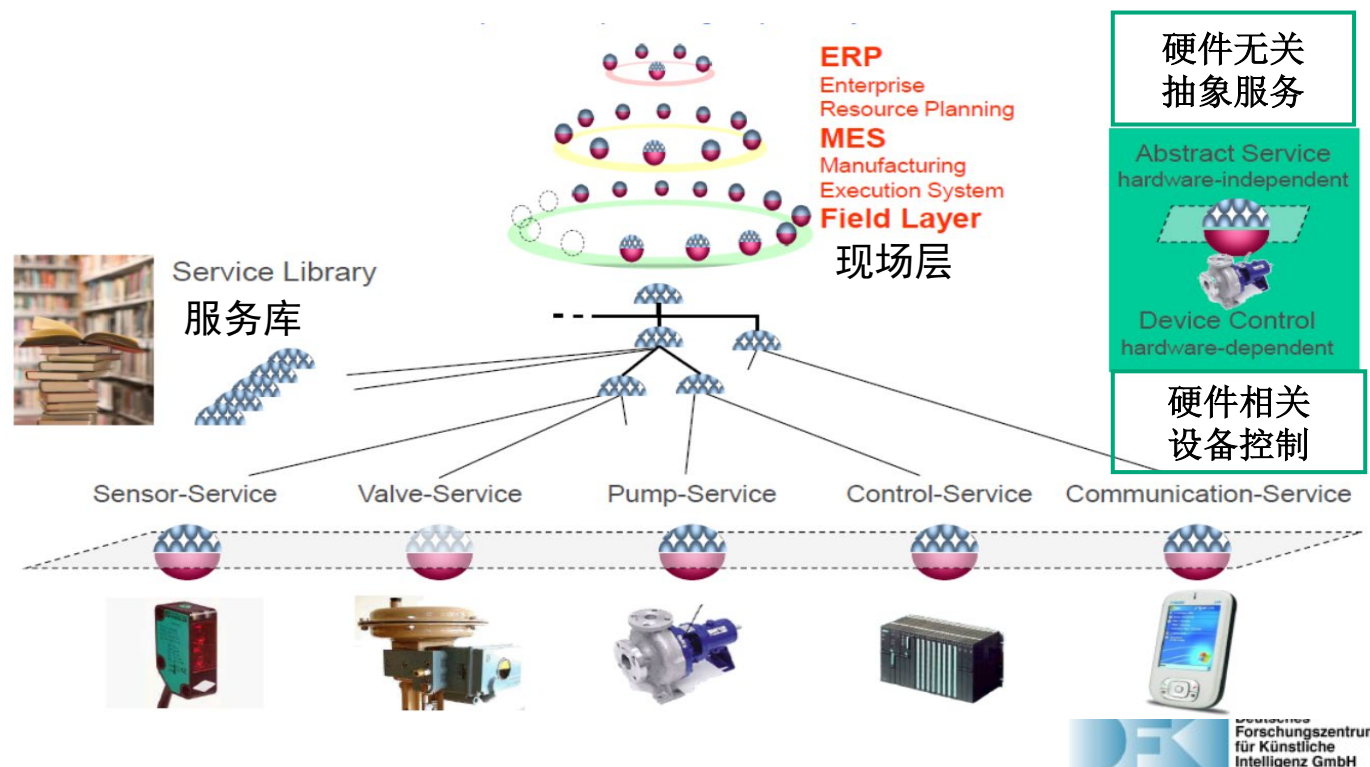 ERP
Enterprise
Resource Planning
MES
Manufacturing
Execution System
Field Layer
现场层
硬件无关
抽象服务
Abstract Service
hardware-independent
Device Control
hardware-dependent
硬件相关
设备控制
Service Library
服务库
Sensor-Service
Valve-Service
Pump-Service
Control-Service
Communication-Service
Deutsches
Forschungszentrum
für Künstliche
Intelligenz GmbH